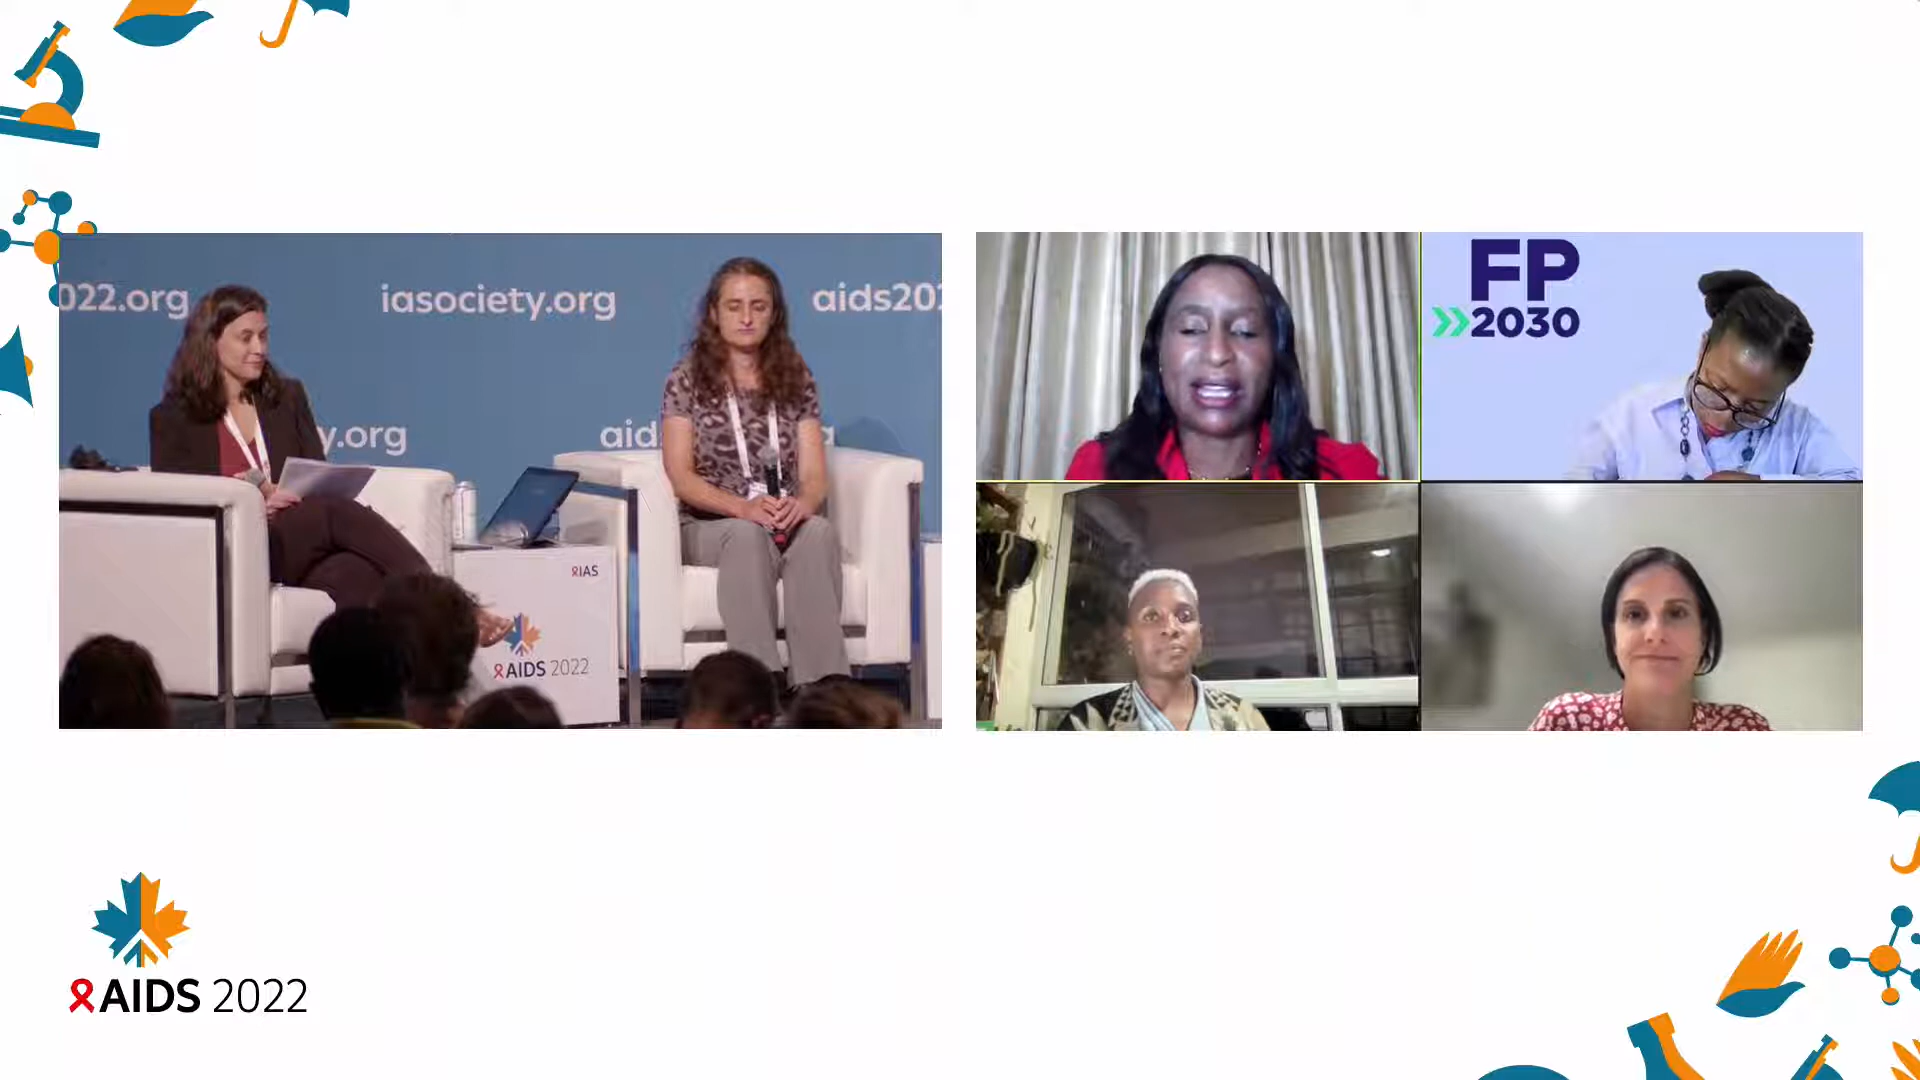 022.org
iasociety.org
aids202
y.org
aid
IAS
AIDS 2022
FP
2030
AIDS 2022